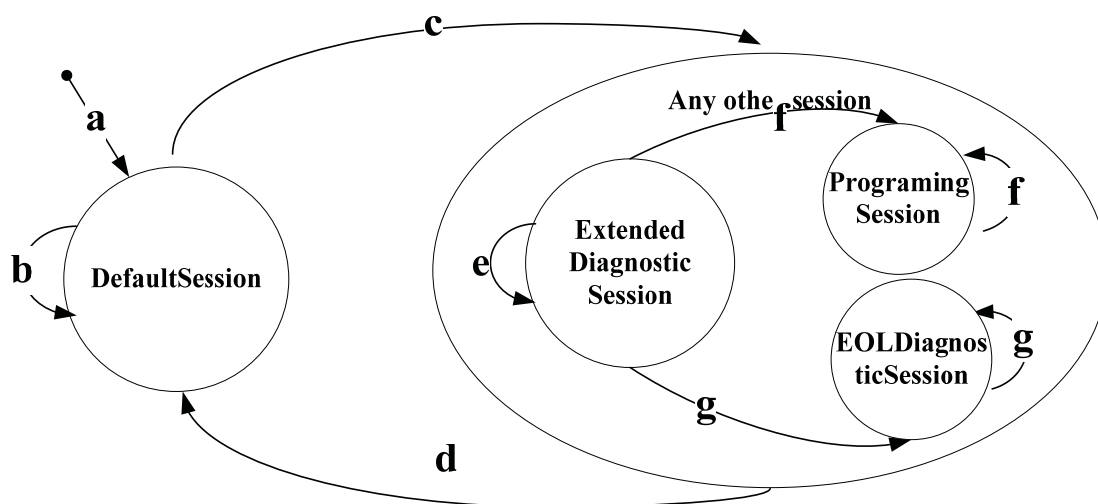 c
a
Any othe session
f
Programing
Session
f
Extended
Diagnostic
Session
e
b
DefaultSession
EOLDiagnos
ticSession
g
g
d